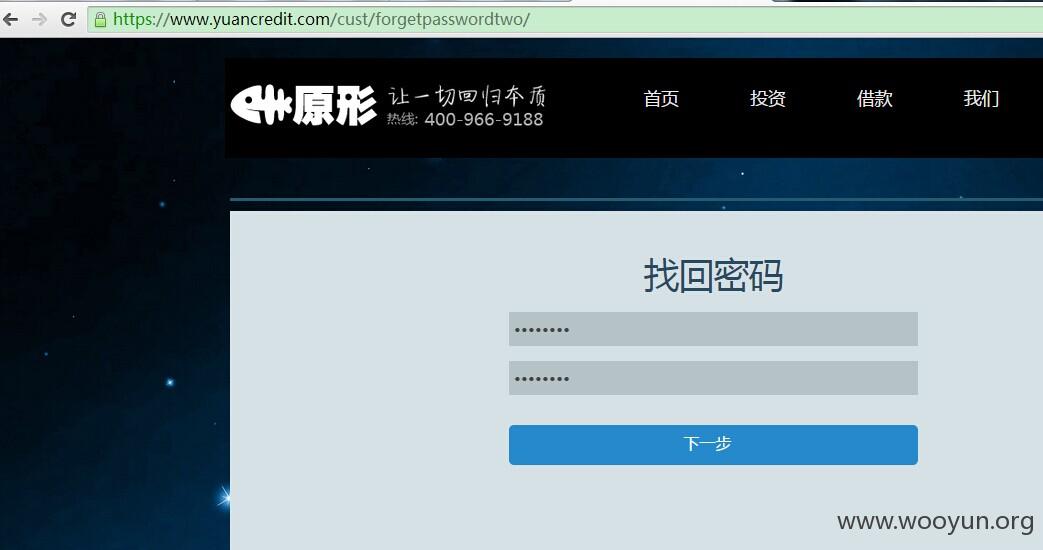 https://www.yuancredit.com/cust/forgetpasswordtwo/
原形 让一切回归本质
热线: 400-966-9188
首页 投资 借款 我们
找回密码
••••••••
••••••••
下一步
www.wooyun.org